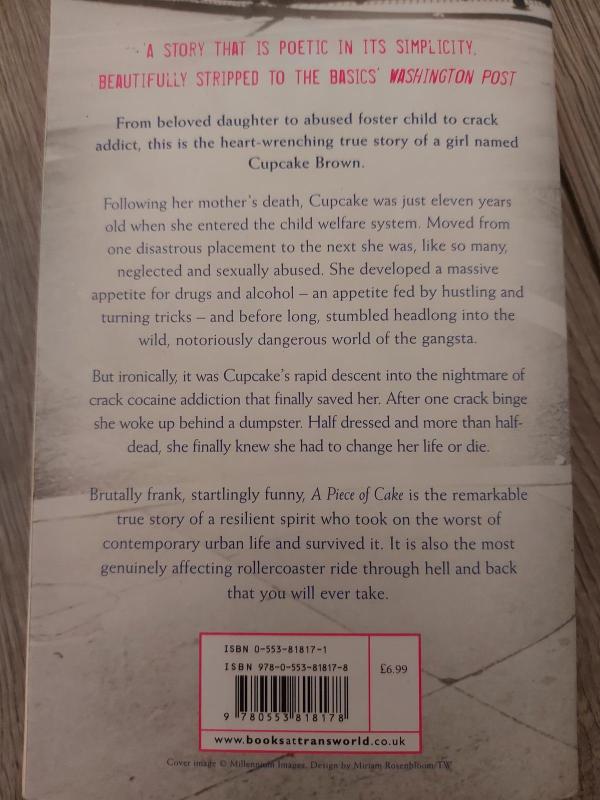 'A STORY THAT IS POETIC IN ITS SIMPLICITY,
BEAUTIFULLY STRIPPED TO THE BASICS' WASHINGTON POST
From beloved daughter to abused foster child to crack
addict, this is the heart-wrenching true story of a girl named
Cupcake Brown.
Following her mother's death, Cupcake was just eleven years
old when she entered the child welfare system. Moved from
one disastrous placement to the next she was, like so many,
neglected and sexually abused. She developed a massive
appetite for drugs and alcohol – an appetite fed by hustling and
turning tricks – and before long, stumbled headlong into the
wild, notoriously dangerous world of the gangsta.
But ironically, it was Cupcake's rapid descent into the nightmare of
crack cocaine addiction that finally saved her. After one crack binge
she woke up behind a dumpster. Half dressed and more than half-
dead, she finally knew she had to change her life or die.
Brutally frank, startlingly funny, A Piece of Cake is the remarkable
true story of a resilient spirit who took on the worst of
contemporary urban life and survived it. It is also the most
genuinely affecting rollercoaster ride through hell and back
that you will ever take.
ISBN 0-553-81817-1
ISBN 978-0-553-81817-8
£6.99
9 780553 818178
www.booksattransworld.co.uk
Cover image © Millennium Images. Design by Miriam Rosenbloom/TW